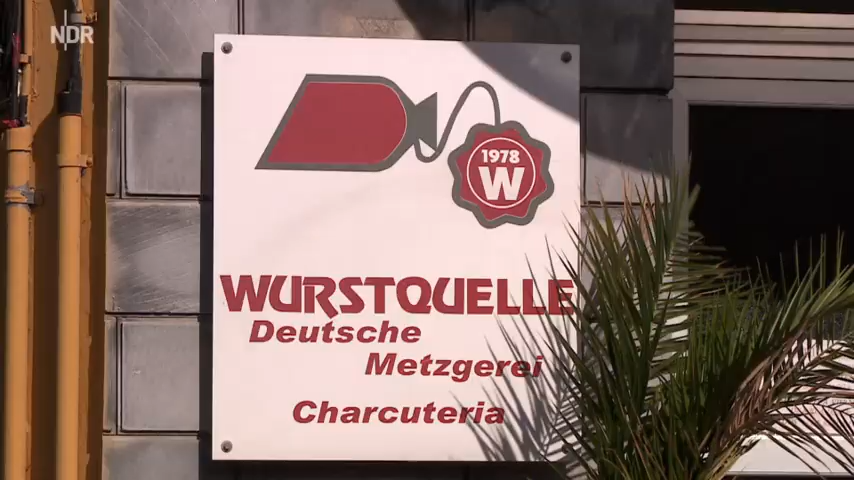 NDR
1978
W
WURSTQUELLE
Deutsche
Metzgerei
Charcuteria